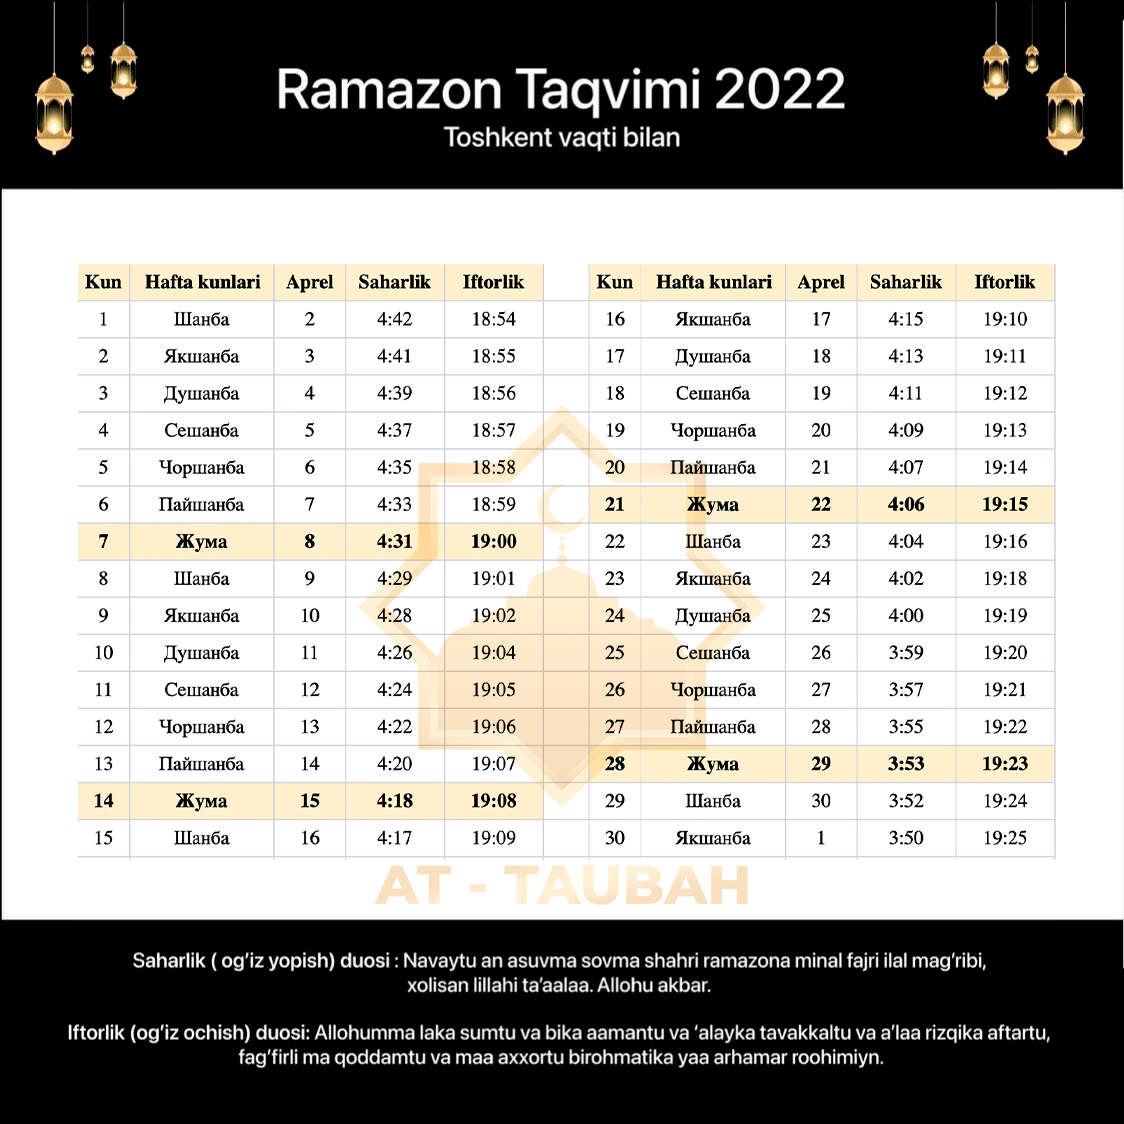 Ramazon Taqvimi 2022
Toshkent vaqti bilan
Kun Hafta kunlari Aprel Saharlik Iftorlik Kun Hafta kunlari Aprel Saharlik Iftorlik
1 Шанба 2 4:42 18:54 16 Якшанба 17 4:15 19:10
2 Якшанба 3 4:41 18:55 17 Душанба 18 4:13 19:11
3 Душанба 4 4:39 18:56 18 Сешанба 19 4:11 19:12
4 Сешанба 5 4:37 18:57 19 Чоршанба 20 4:09 19:13
5 Чоршанба 6 4:35 18:58 20 Пайшанба 21 4:07 19:14
6 Пайшанба 7 4:33 18:59 21 Жума 22 4:06 19:15
7 Жума 8 4:31 19:00 22 Шанба 23 4:04 19:16
8 Шанба 9 4:29 19:01 23 Якшанба 24 4:02 19:18
9 Якшанба 10 4:28 19:02 24 Душанба 25 4:00 19:19
10 Душанба 11 4:26 19:04 25 Сешанба 26 3:59 19:20
11 Сешанба 12 4:24 19:05 26 Чоршанба 27 3:57 19:21
12 Чоршанба 13 4:22 19:06 27 Пайшанба 28 3:55 19:22
13 Пайшанба 14 4:20 19:07 28 Жума 29 3:53 19:23
14 Жума 15 4:18 19:08 29 Шанба 30 3:52 19:24
15 Шанба 16 4:17 19:09 30 Якшанба 1 3:50 19:25
AT - TAUBAH
Saharlik ( og‘iz yopish) duosi : Navaytu an asuvma sovma shahri ramazona minal fajri ilal mag‘ribi,
xolisan lillahi ta’aalaa. Allohu akbar.
Iftorlik (og‘iz ochish) duosi: Allohumma laka sumtu va bika aamantu va ‘alayka tavakkaltu va a’laa rizqika aftartu,
fag‘firli ma qoddamtu va maa axxortu birohmatika yaa arhamar roohimiyn.